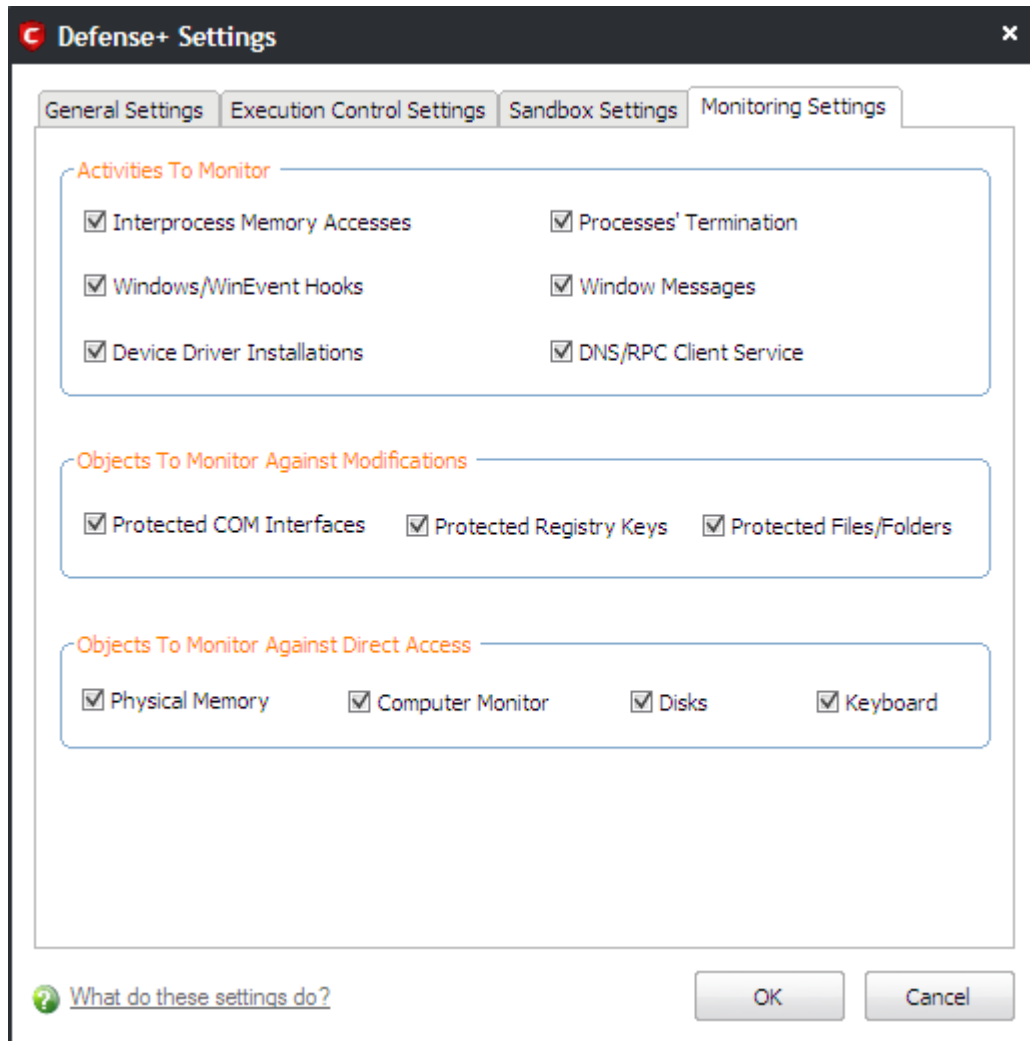 Defense+ Settings
General Settings Execution Control Settings Sandbox Settings Monitoring Settings
Activities To Monitor
Interprocess Memory Accesses Processes' Termination
Windows/WinEvent Hooks Window Messages
Device Driver Installations DNS/RPC Client Service
Objects To Monitor Against Modifications
Protected COM Interfaces Protected Registry Keys Protected Files/Folders
Objects To Monitor Against Direct Access
Physical Memory Computer Monitor Disks Keyboard
What do these settings do? OK Cancel